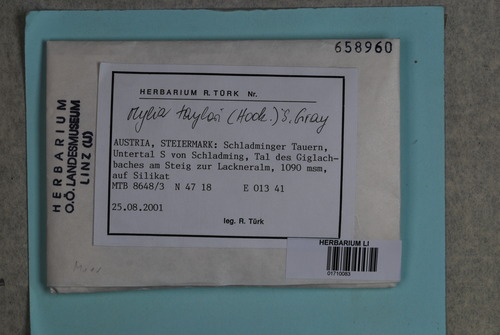 658960
HERBARIUM
O.Ö. LANDESMUSEUM
LINZ (LI)
HERBARIUM R. TÜRK Nr.
Mylia taylori (Hook.) S. Gray
AUSTRIA, STEIERMARK: Schladminger Tauern,
Untertal S von Schladming, Tal des Giglach-
baches am Steig zur Lackneralm, 1090 msm,
auf Silikat
MTB 8648/3 N 47 18 E 013 41
25.08.2001
leg. R. Türk
HERBARIUM LI
01710083
Moos